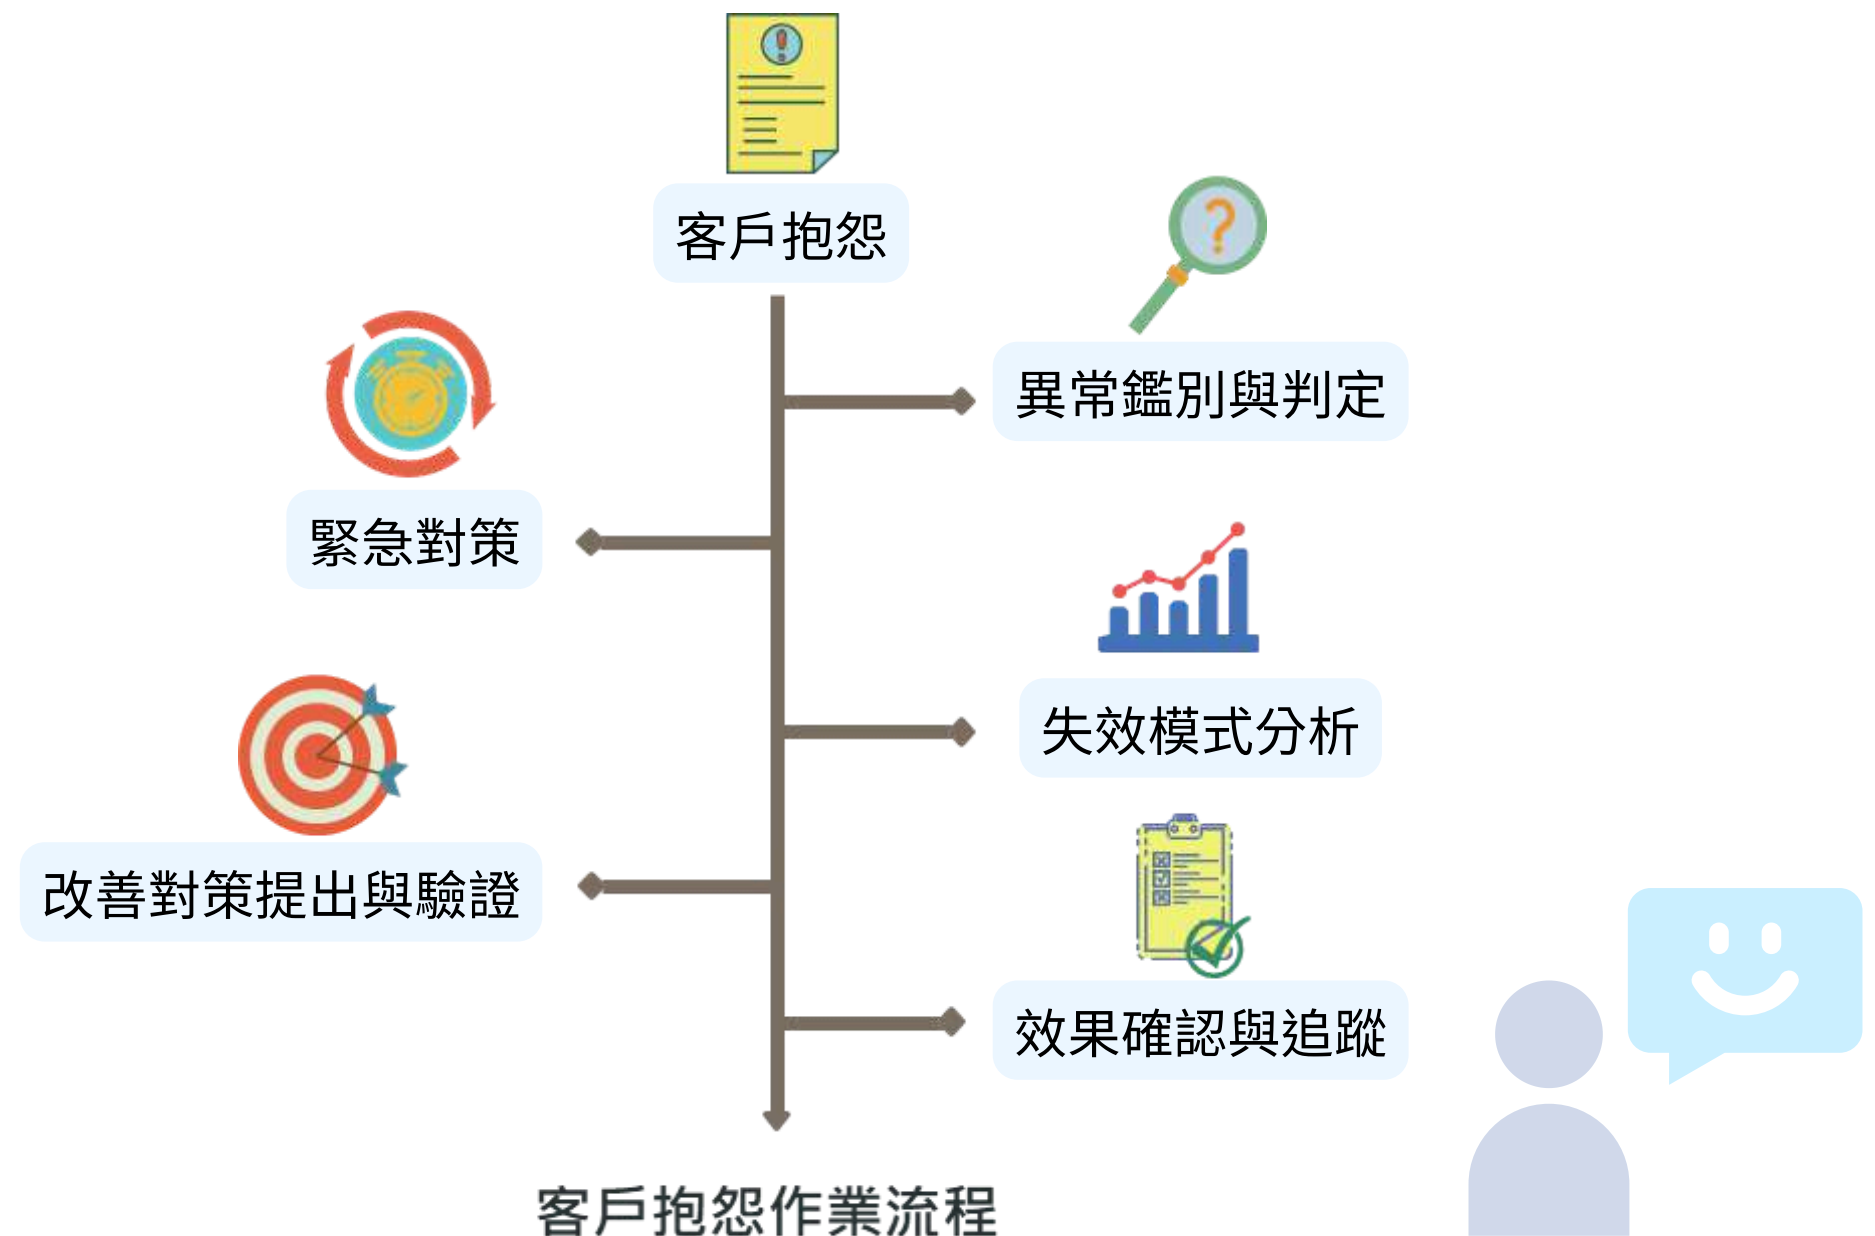 客戶抱怨
異常鑑別與判定
緊急對策
失效模式分析
改善對策提出與驗證
效果確認與追蹤
客戶抱怨作業流程